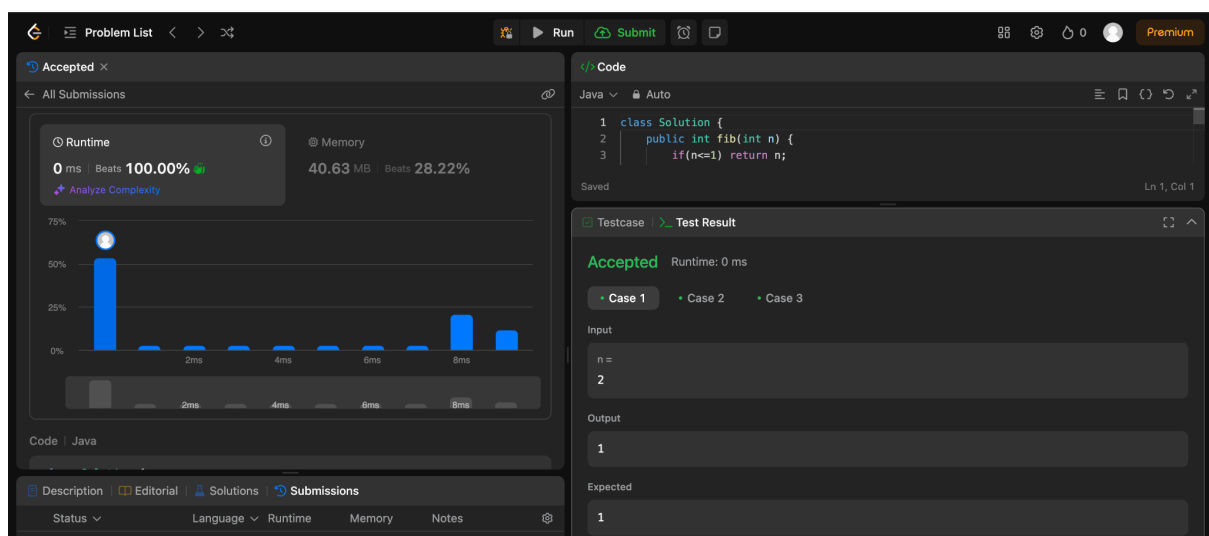 Problem List
Run
Submit
0
Premium
Accepted
All Submissions
Runtime
0 ms | Beats 100.00%
Analyze Complexity
Memory
40.63 MB | Beats 28.22%
75%
50%
25%
0%
2ms 4ms 6ms 8ms
2ms 4ms 6ms 8ms
Code | Java
Description | Editorial | Solutions | Submissions
Status Language Runtime Memory Notes
</> Code
Java Auto
1 class Solution {
2 public int fib(int n) {
3 if(n<=1) return n;
Saved Ln 1, Col 1
Testcase | >_ Test Result
Accepted Runtime: 0 ms
• Case 1 • Case 2 • Case 3
Input
n =
2
Output
1
Expected
1